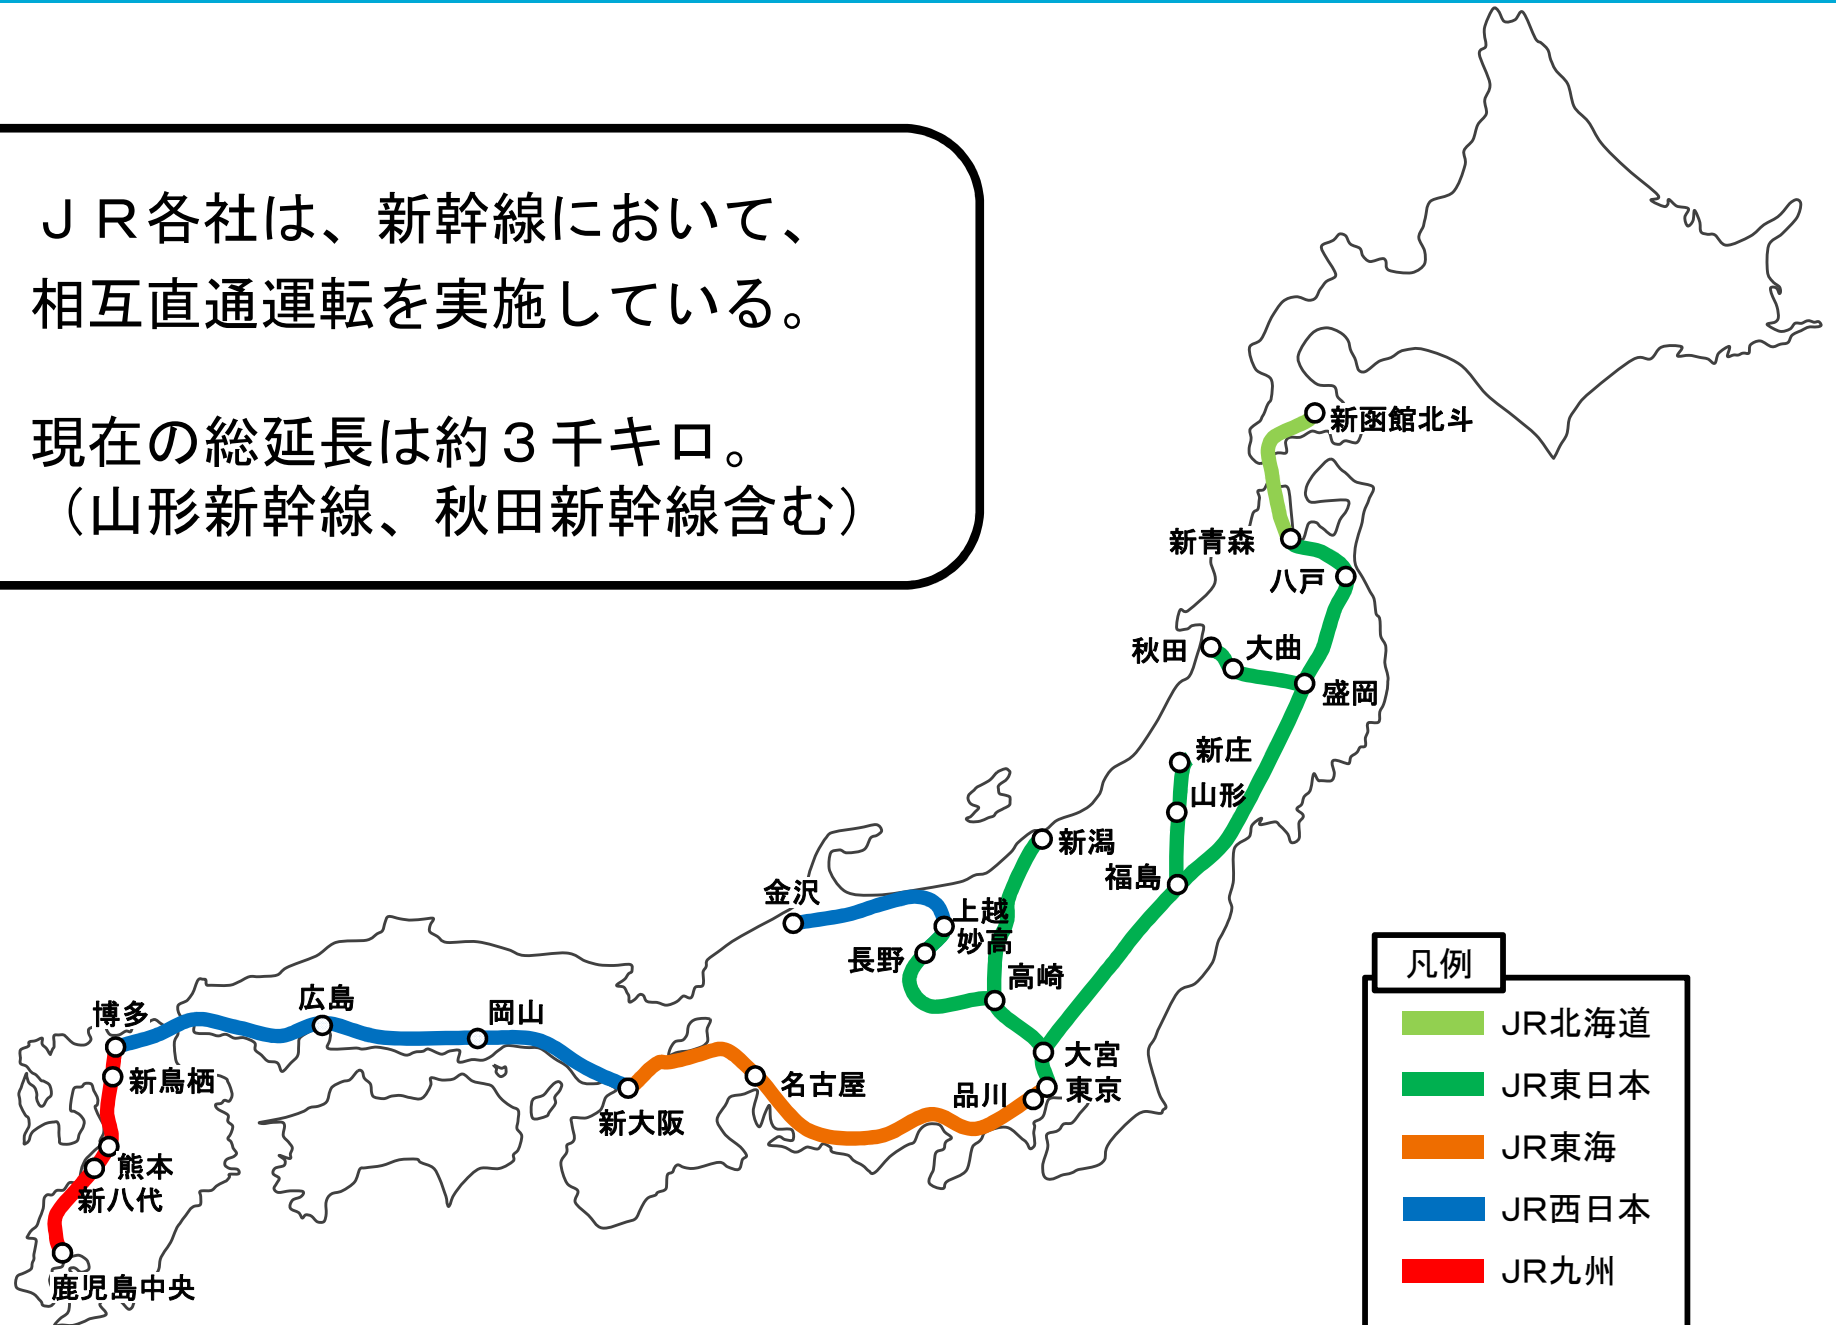 ＪＲ各社は、新幹線において、
相互直通運転を実施している。
現在の総延長は約３千キロ。
（山形新幹線、秋田新幹線含む）
新函館北斗
新青森
八戸
秋田
大曲
盛岡
新庄
山形
新潟
福島
金沢
上越
妙高
長野
高崎
博多
広島
岡山
大宮
新鳥栖
名古屋
品川
東京
新大阪
熊本
新八代
鹿児島中央
凡例
JR北海道
JR東日本
JR東海
JR西日本
JR九州